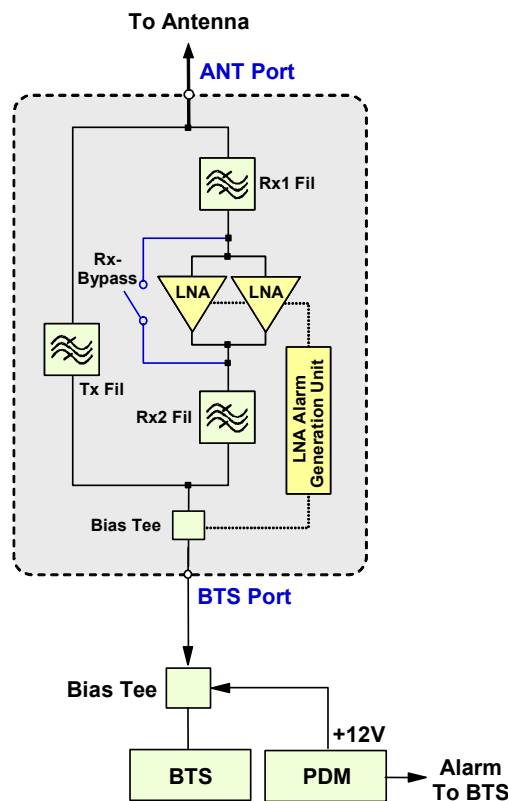 To Antenna
ANT Port
Rx1 Fil
Rx-
Bypass
LNA
LNA
Tx Fil
Rx2 Fil
LNA Alarm
Generation Unit
Bias Tee
BTS Port
Bias Tee
+12V
BTS
PDM
Alarm
To BTS